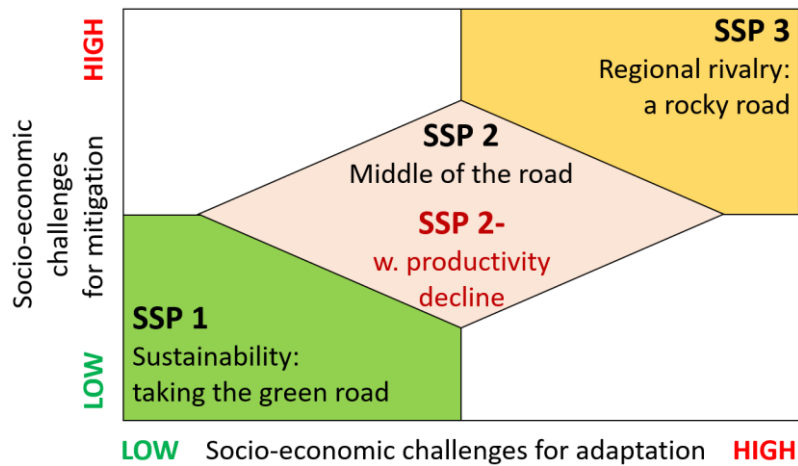 SSP 3
Regional rivalry:
a rocky road
SSP 2
Middle of the road
SSP 2-
w. productivity
decline
SSP 1
Sustainability:
taking the green road
HIGH
Socio-economic
challenges
for mitigation
LOW
LOW Socio-economic challenges for adaptation HIGH